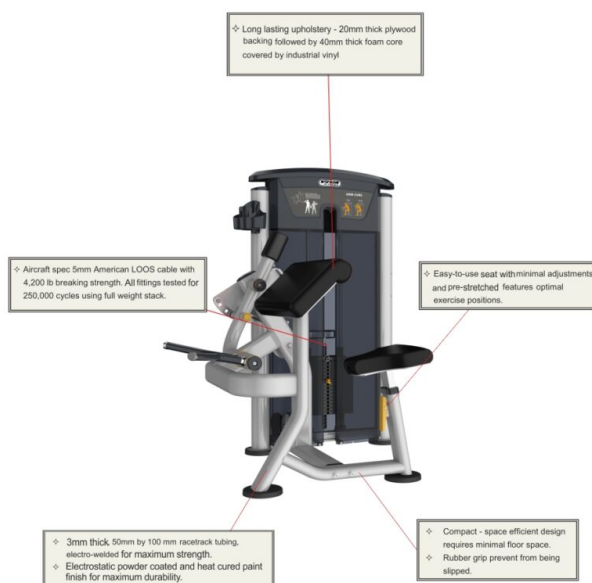 ✧ Long lasting upholstery - 20mm thick plywood
backing followed by 40mm thick foam core
covered by industrial vinyl
✧ Aircraft spec 5mm American LOOS cable with
4,200 lb breaking strength. All fittings tested for
250,000 cycles using full weight stack.
✧ Easy-to-use seat with minimal adjustments
and pre-stretched features optimal
exercise positions.
✧ 3mm thick, 50mm by 100 mm racetrack tubing,
electro-welded for maximum strength.
✧ Electrostatic powder coated and heat cured paint
finish for maximum durability.
✧ Compact - space efficient design
requires minimal floor space.
✧ Rubber grip prevent from being
slipped.